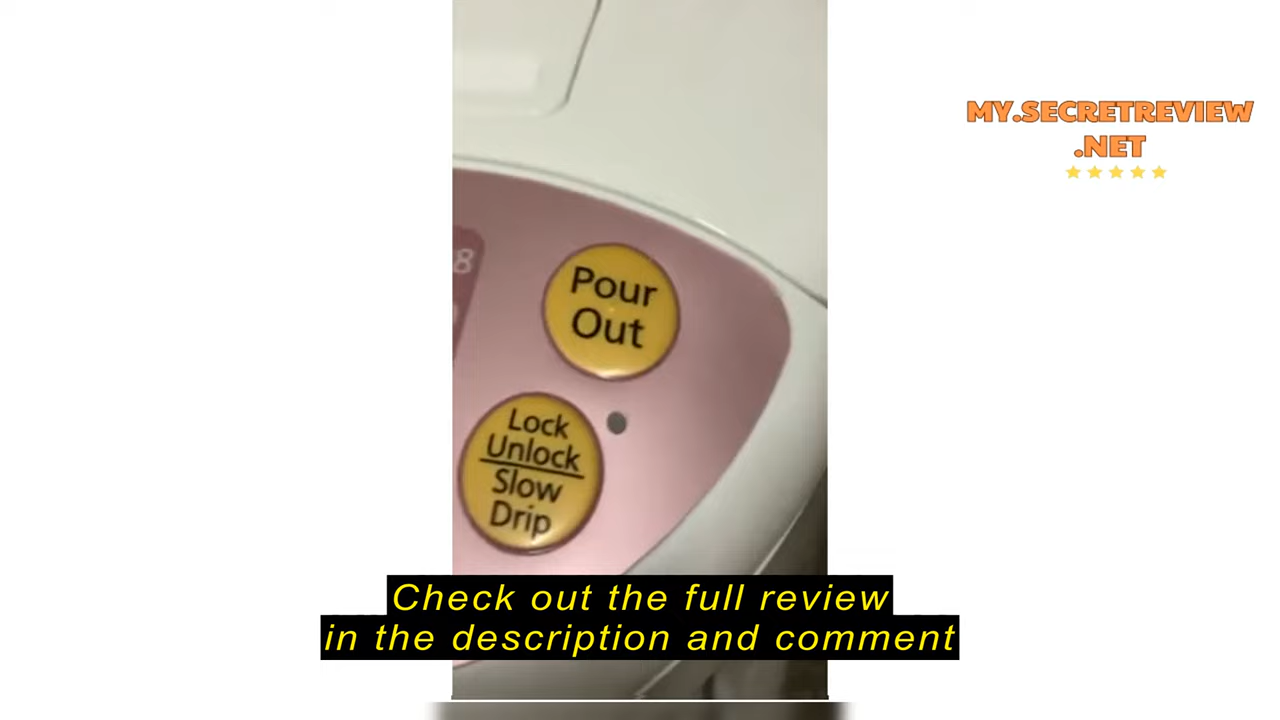 MY.SECRETREVIEW
.NET
8
Pour
Out
Lock
Unlock
Slow
Drip
Check out the full review
in the description and comment